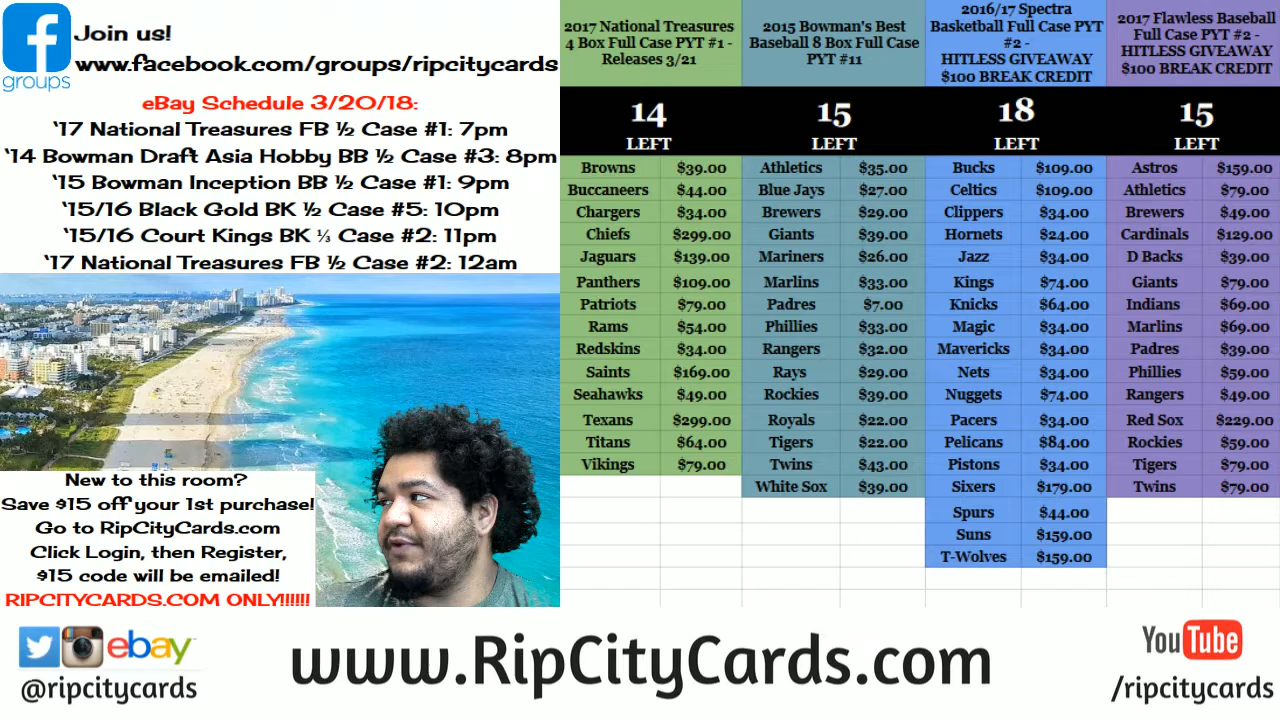 Join us!
www.facebook.com/groups/ripcitycards
groups
eBay Schedule 3/20/18:
'17 National Treasures FB ½ Case #1: 7pm
'14 Bowman Draft Asia Hobby BB ½ Case #3: 8pm
'15 Bowman Inception BB ½ Case #1: 9pm
'15/16 Black Gold BK ½ Case #5: 10pm
'15/16 Court Kings BK ⅓ Case #2: 11pm
'17 National Treasures FB ½ Case #2: 12am
New to this room?
Save $15 off your 1st purchase!
Go to RipCityCards.com
Click Login, then Register,
$15 code will be emailed!
RIPCITYCARDS.COM ONLY!!!!!!
2017 National Treasures
4 Box Full Case PYT #1 -
Releases 3/21
14
LEFT
Browns $39.00
Buccaneers $44.00
Chargers $34.00
Chiefs $299.00
Jaguars $139.00
Panthers $109.00
Patriots $79.00
Rams $54.00
Redskins $34.00
Saints $169.00
Seahawks $49.00
Texans $299.00
Titans $64.00
Vikings $79.00
2015 Bowman's Best
Baseball 8 Box Full Case
PYT #11
15
LEFT
Athletics $35.00
Blue Jays $27.00
Brewers $29.00
Giants $39.00
Mariners $26.00
Marlins $33.00
Padres $7.00
Phillies $33.00
Rangers $32.00
Rays $29.00
Rockies $39.00
Royals $22.00
Tigers $22.00
Twins $43.00
White Sox $39.00
2016/17 Spectra
Basketball Full Case PYT
#2 -
HITLESS GIVEAWAY
$100 BREAK CREDIT
18
LEFT
Bucks $109.00
Celtics $109.00
Clippers $34.00
Hornets $24.00
Jazz $34.00
Kings $74.00
Knicks $64.00
Magic $34.00
Mavericks $34.00
Nets $34.00
Nuggets $74.00
Pacers $34.00
Pelicans $84.00
Pistons $34.00
Sixers $179.00
Spurs $44.00
Suns $159.00
T-Wolves $159.00
2017 Flawless Baseball
Full Case PYT #2 -
HITLESS GIVEAWAY
$100 BREAK CREDIT
15
LEFT
Astros $159.00
Athletics $79.00
Brewers $49.00
Cardinals $129.00
D Backs $39.00
Giants $79.00
Indians $69.00
Marlins $69.00
Padres $39.00
Phillies $59.00
Rangers $49.00
Red Sox $229.00
Rockies $59.00
Tigers $79.00
Twins $79.00
ebay
@ripcitycards
www.RipCityCards.com
YouTube
/ripcitycards